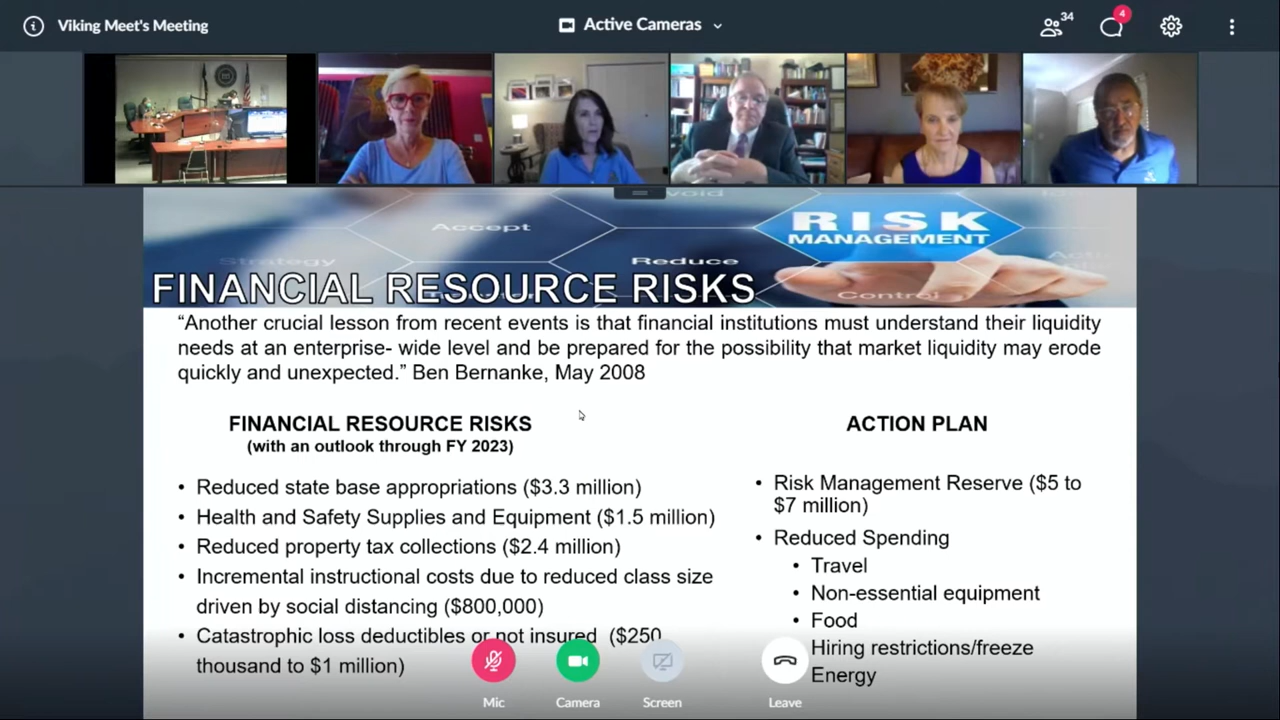 Viking Meet's Meeting
Active Cameras
34
4
void
Accept
RISK
MANAGEMENT
Strategy
Reduce
Control
FINANCIAL RESOURCE RISKS
“Another crucial lesson from recent events is that financial institutions must understand their liquidity
needs at an enterprise- wide level and be prepared for the possibility that market liquidity may erode
quickly and unexpected.” Ben Bernanke, May 2008
FINANCIAL RESOURCE RISKS
(with an outlook through FY 2023)
• Reduced state base appropriations ($3.3 million)
• Health and Safety Supplies and Equipment ($1.5 million)
• Reduced property tax collections ($2.4 million)
• Incremental instructional costs due to reduced class size
driven by social distancing ($800,000)
• Catastrophic loss deductibles or not insured ($250
thousand to $1 million)
ACTION PLAN
• Risk Management Reserve ($5 to
$7 million)
• Reduced Spending
• Travel
• Non-essential equipment
• Food
Hiring restrictions/freeze
Energy
Mic
Camera
Screen
Leave